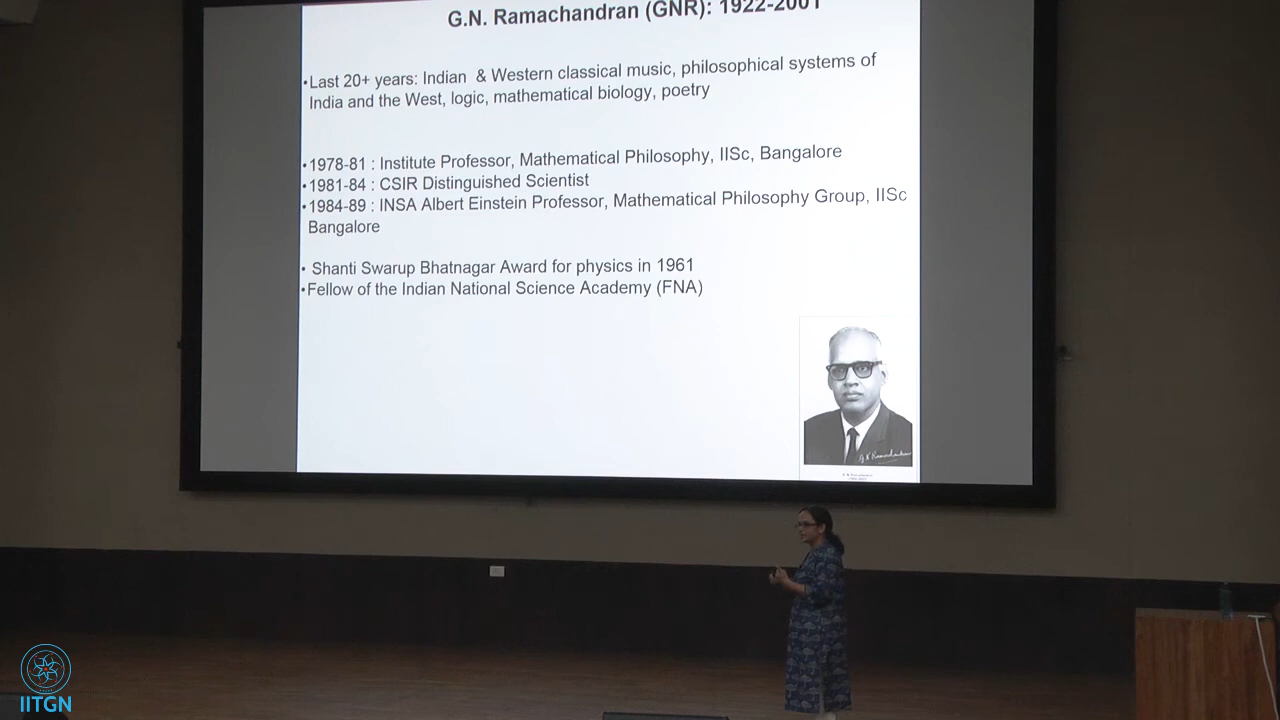 G.N. Ramachandran (GNR): 1922-2001
•Last 20+ years: Indian & Western classical music, philosophical systems of
India and the West, logic, mathematical biology, poetry
•1978-81 : Institute Professor, Mathematical Philosophy, IISc, Bangalore
•1981-84 : CSIR Distinguished Scientist
•1984-89 : INSA Albert Einstein Professor, Mathematical Philosophy Group, IISc
Bangalore
• Shanti Swarup Bhatnagar Award for physics in 1961
•Fellow of the Indian National Science Academy (FNA)
G N Ramachandran
IITGN